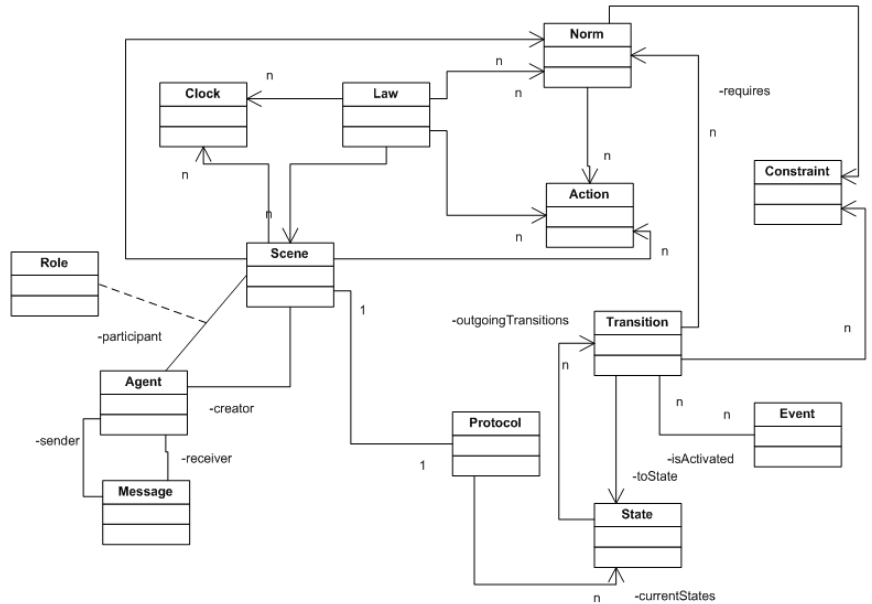 Norm
n
Clock
Law
n
-requires
n
n
n
Constraint
Action
n
n
n
Scene
n
Role
1
-outgoingTransitions
Transition
-participant
n
n
Agent
n
-creator
n
Event
Protocol
-sender
-receiver
-isActivated
1
-toState
Message
State
n
-currentStates